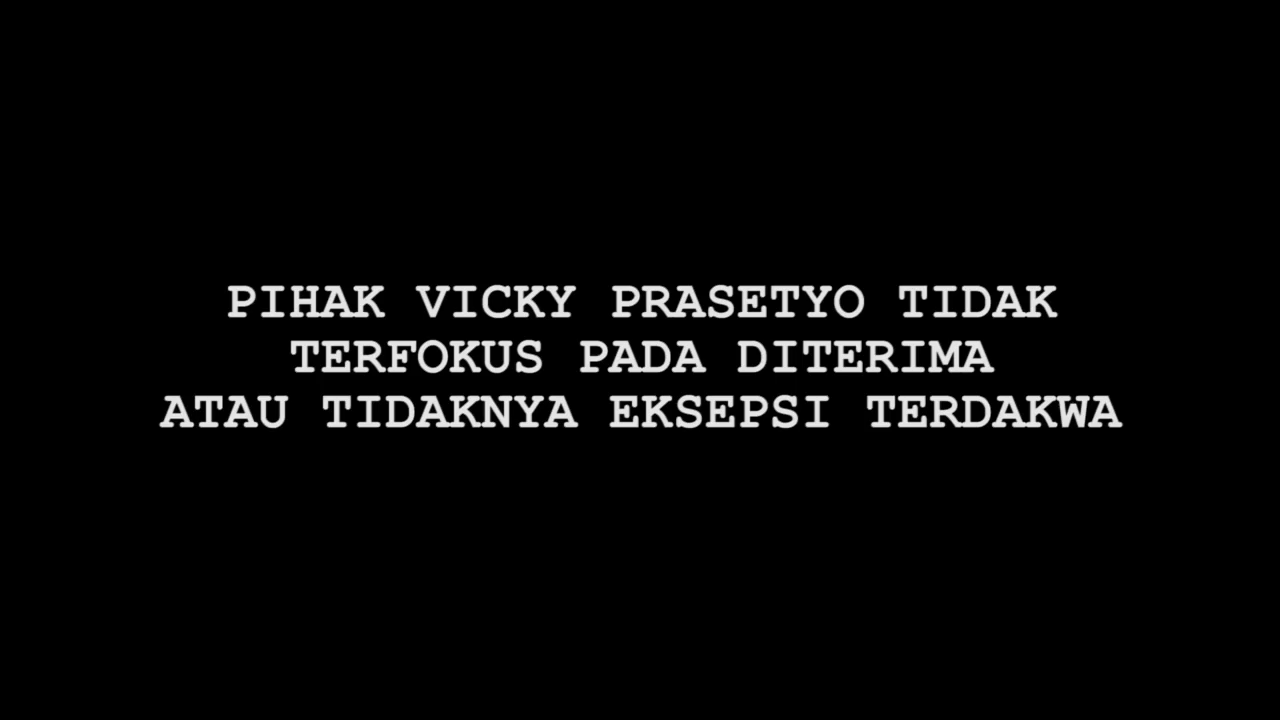 PIHAK VICKY PRASETYO TIDAK
TERFOKUS PADA DITERIMA
ATAU TIDAKNYA EKSEPSI TERDAKWA